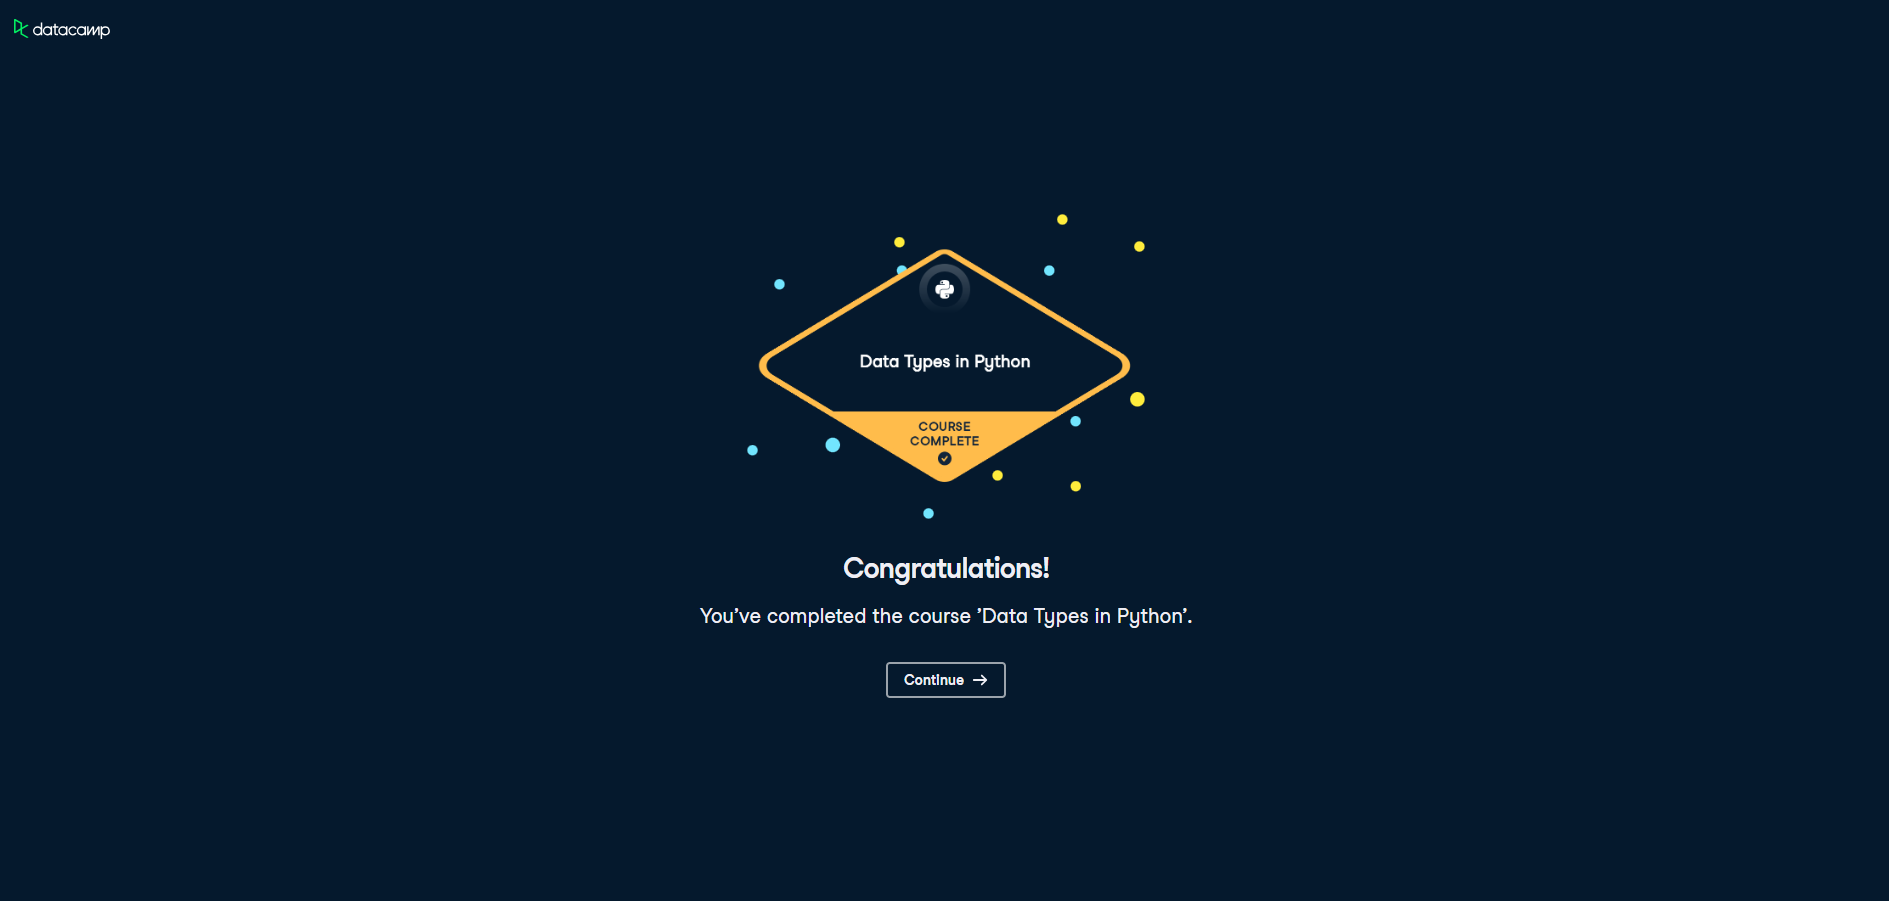 datacamp
Data Types in Python
COURSE
COMPLETE
Congratulations!
You’ve completed the course ’Data Types in Python’.
Continue